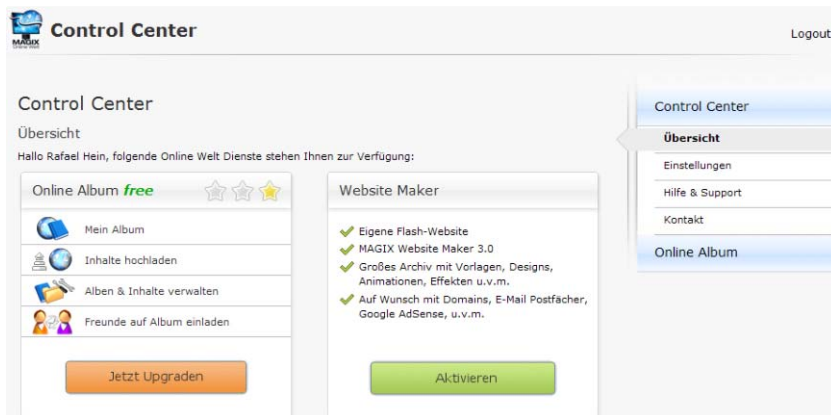 MAGIX
Control Center
Logout
Control Center
Übersicht
Hallo Rafael Hein, folgende Online Welt Dienste stehen Ihnen zur Verfügung:
Online Album free
Mein Album
Inhalte hochladen
Alben & Inhalte verwalten
Freunde auf Album einladen
Jetzt Upgraden
Website Maker
Eigene Flash-Website
MAGIX Website Maker 3.0
Großes Archiv mit Vorlagen, Designs,
Animationen, Effekten u.v.m.
Auf Wunsch mit Domains, E-Mail Postfächer,
Google AdSense, u.v.m.
Aktivieren
Control Center
Übersicht
Einstellungen
Hilfe & Support
Kontakt
Online Album